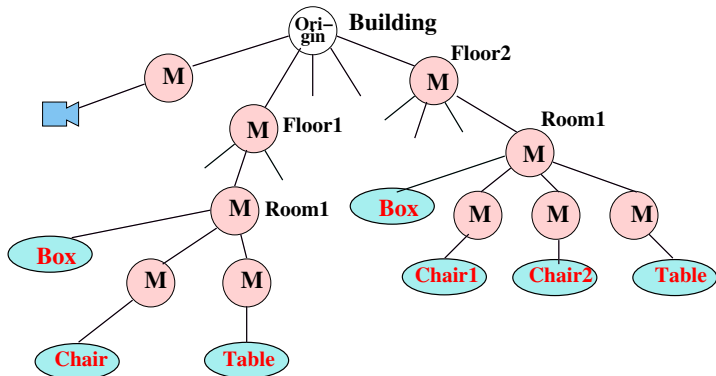 Ori–
gin
Building
M
Floor2
M
M
Floor1
Room1
M
M
Room1
Box
M
M
M
Box
M
M
Chair1
Chair2
Table
Chair
Table